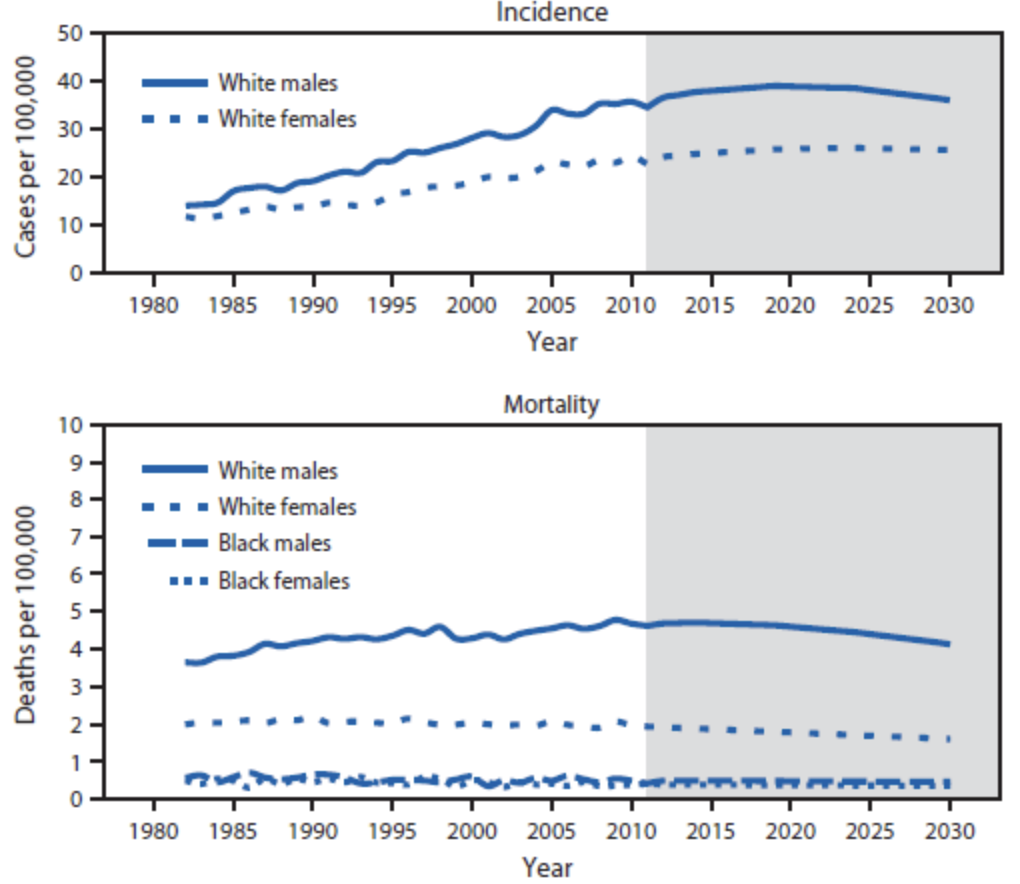 Incidence
Cases per 100,000
50
40
30
20
10
0
White males
White females
1980 1985 1990 1995 2000 2005 2010 2015 2020 2025 2030
Year
Mortality
Deaths per 100,000
10
9
8
7
6
5
4
3
2
1
0
White males
White females
Black males
Black females
1980 1985 1990 1995 2000 2005 2010 2015 2020 2025 2030
Year